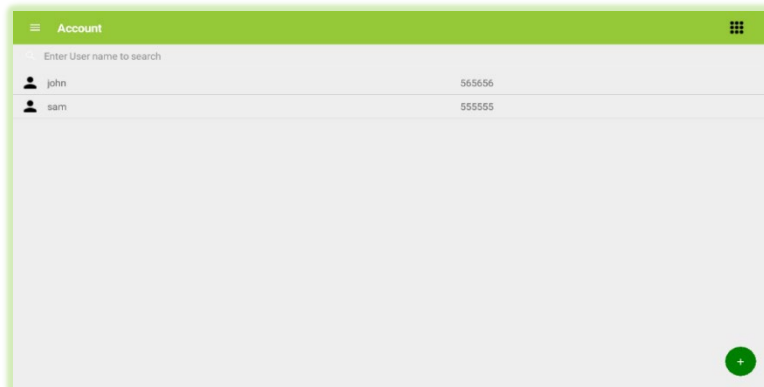 Account
Enter User name to search
john 565656
sam 555555
+